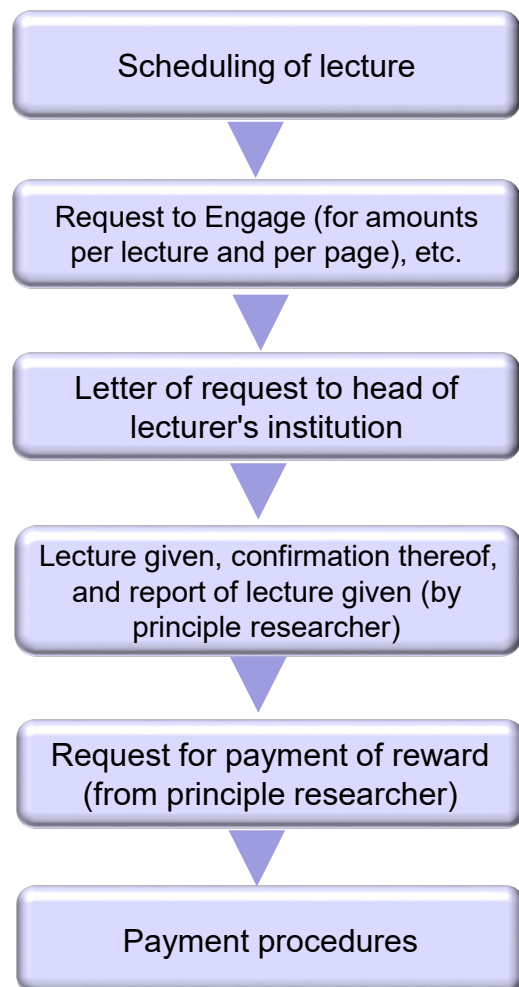 Scheduling of lecture
Request to Engage (for amounts
per lecture and per page), etc.
Letter of request to head of
lecturer's institution
Lecture given, confirmation thereof,
and report of lecture given (by
principle researcher)
Request for payment of reward
(from principle researcher)
Payment procedures